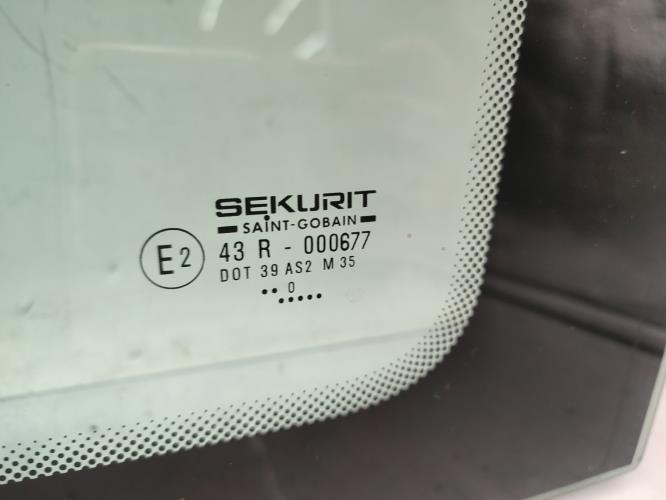 SEKURIT
SAINT-GOBAIN
E2 43 R - 000677
DOT 39 AS2 M 35
•• 0 •••••